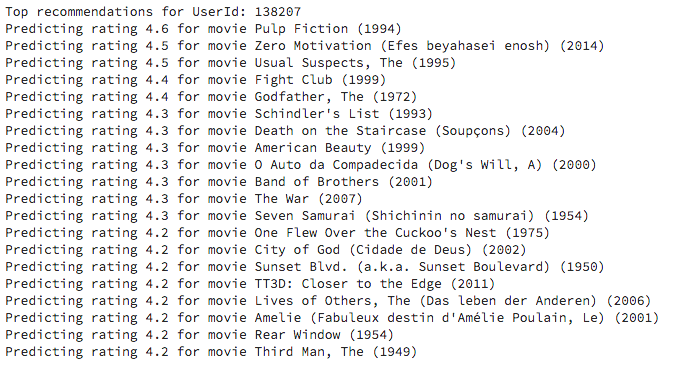 Top recommendations for UserId: 138207
Predicting rating 4.6 for movie Pulp Fiction (1994)
Predicting rating 4.5 for movie Zero Motivation (Efes beyahasei enosh) (2014)
Predicting rating 4.5 for movie Usual Suspects, The (1995)
Predicting rating 4.4 for movie Fight Club (1999)
Predicting rating 4.4 for movie Godfather, The (1972)
Predicting rating 4.3 for movie Schindler's List (1993)
Predicting rating 4.3 for movie Death on the Staircase (Soupçons) (2004)
Predicting rating 4.3 for movie American Beauty (1999)
Predicting rating 4.3 for movie O Auto da Compadecida (Dog's Will, A) (2000)
Predicting rating 4.3 for movie Band of Brothers (2001)
Predicting rating 4.3 for movie The War (2007)
Predicting rating 4.3 for movie Seven Samurai (Shichinin no samurai) (1954)
Predicting rating 4.2 for movie One Flew Over the Cuckoo's Nest (1975)
Predicting rating 4.2 for movie City of God (Cidade de Deus) (2002)
Predicting rating 4.2 for movie Sunset Blvd. (a.k.a. Sunset Boulevard) (1950)
Predicting rating 4.2 for movie TT3D: Closer to the Edge (2011)
Predicting rating 4.2 for movie Lives of Others, The (Das leben der Anderen) (2006)
Predicting rating 4.2 for movie Amelie (Fabuleux destin d'Amélie Poulain, Le) (2001)
Predicting rating 4.2 for movie Rear Window (1954)
Predicting rating 4.2 for movie Third Man, The (1949)